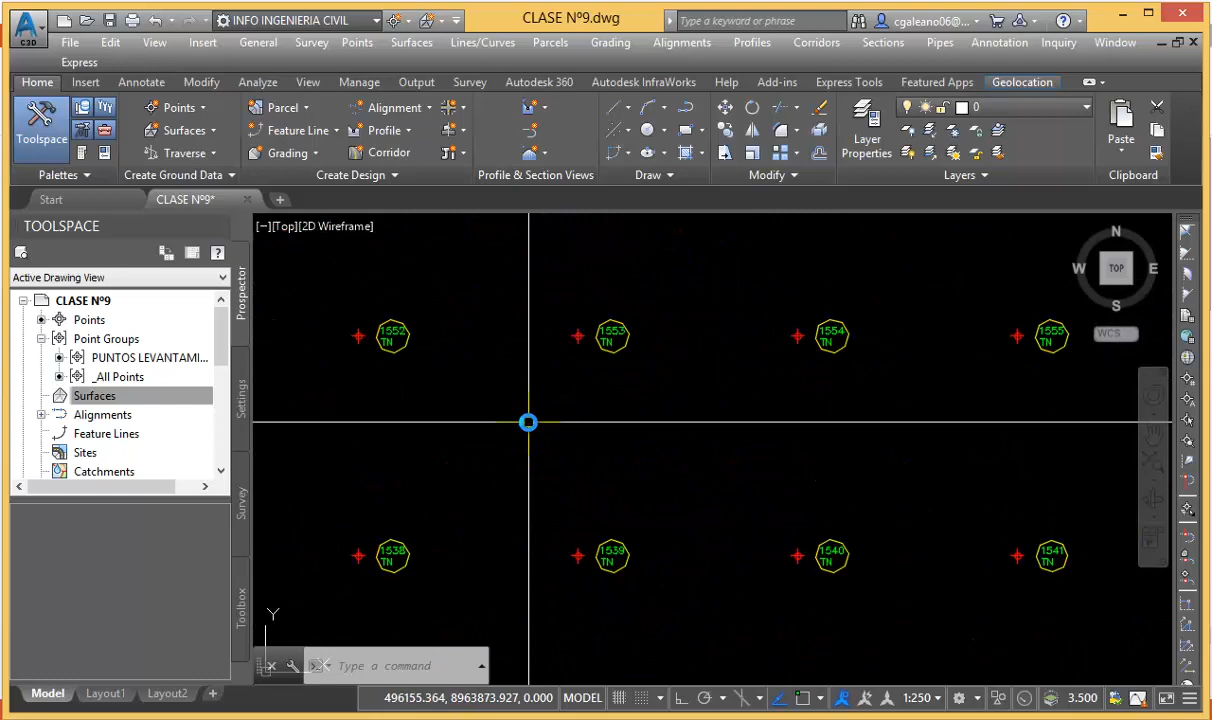 A
C3D
INFO INGENIERIA CIVIL
CLASE Nº9.dwg
Type a keyword or phrase
cgaleano06@...
File Edit View Insert General Survey Points Surfaces Lines/Curves Parcels Grading Alignments Profiles Corridors Sections Pipes Annotation Inquiry Window
Express
Home Insert Annotate Modify Analyze View Manage Output Survey Autodesk 360 Autodesk InfraWorks Help Add-ins Express Tools Featured Apps Geolocation
Toolspace
Points
Surfaces
Traverse
Parcel
Feature Line
Grading
Alignment
Profile
Corridor
Layer
Properties
0
Paste
Palettes Create Ground Data Create Design Profile & Section Views Draw Modify Layers Clipboard
Start CLASE Nº9*
TOOLSPACE
Active Drawing View
CLASE Nº9
Points
Point Groups
PUNTOS LEVANTAMI...
_All Points
Surfaces
Alignments
Feature Lines
Sites
Catchments
Prospector
Settings
Survey
Toolbox
[−][Top][2D Wireframe]
N
W TOP E
S
WCS
1552
TN
1553
TN
1554
TN
1555
TN
1538
TN
1539
TN
1540
TN
1541
TN
Y
X
Type a command
Model Layout1 Layout2
496155.364, 8963873.927, 0.000 MODEL 1:250 3.500